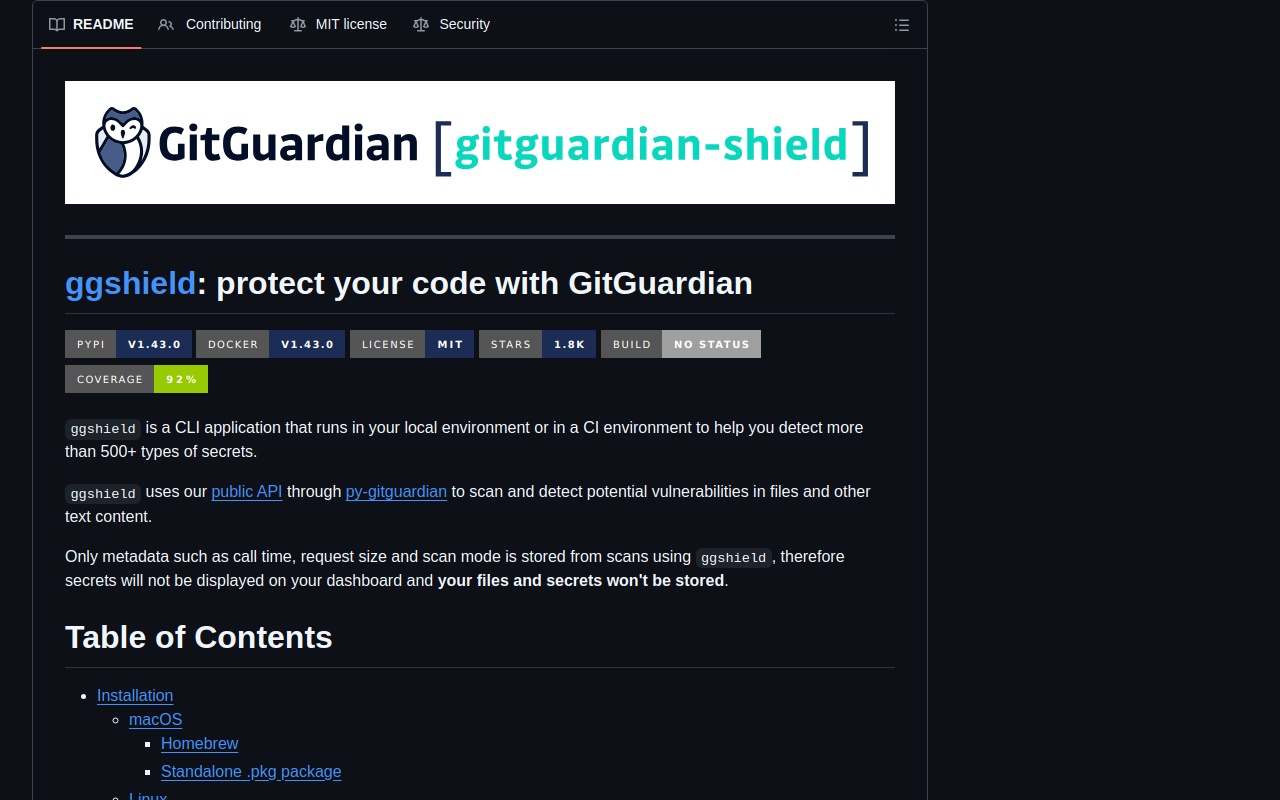 README Contributing MIT license Security
GitGuardian [gitguardian-shield]
ggshield: protect your code with GitGuardian
PYPI V1.43.0 DOCKER V1.43.0 LICENSE MIT STARS 1.8K BUILD NO STATUS
COVERAGE 92%
ggshield is a CLI application that runs in your local environment or in a CI environment to help you detect more
than 500+ types of secrets.
ggshield uses our public API through py-gitguardian to scan and detect potential vulnerabilities in files and other
text content.
Only metadata such as call time, request size and scan mode is stored from scans using ggshield, therefore
secrets will not be displayed on your dashboard and your files and secrets won't be stored.
Table of Contents
Installation
macOS
Homebrew
Standalone .pkg package
Linux